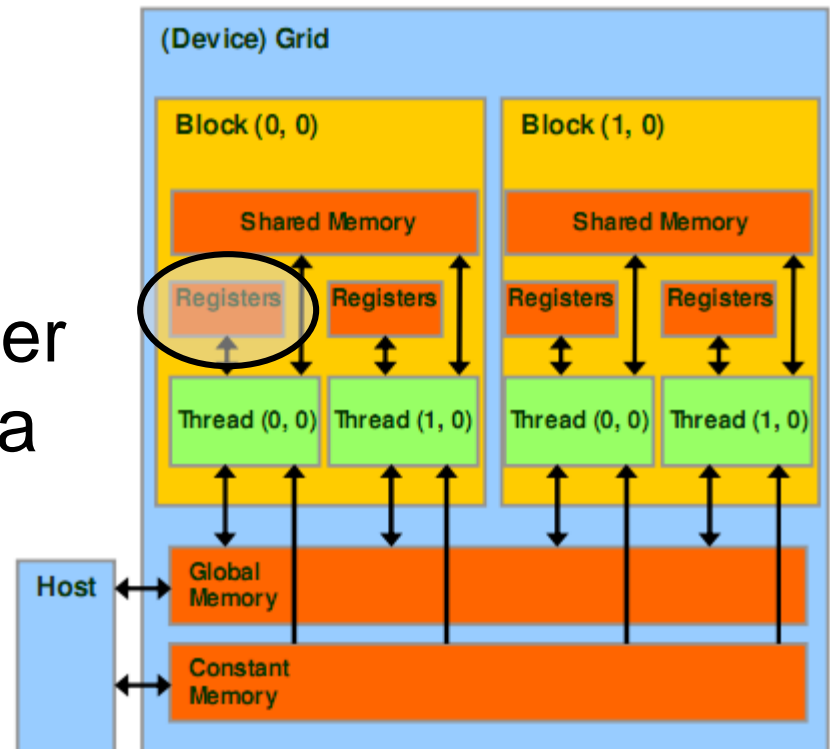 (Device) Grid
Block (0, 0)
Block (1, 0)
Shared Memory
Shared Memory
Registers
Registers
Registers
Registers
er
a
Thread (0, 0)
Thread (1, 0)
Thread (0, 0)
Thread (1, 0)
Host
Global
Memory
Constant
Memory